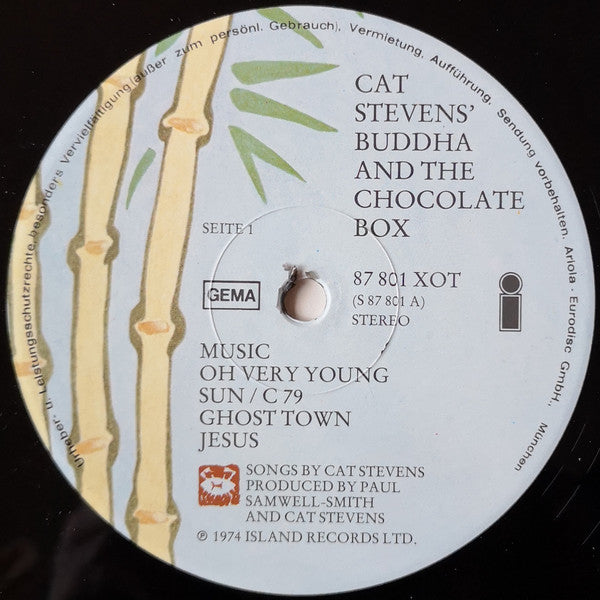 Urheber- u. Leistungsschutzrechte, besonders Vervielfältigung (außer zum persönl. Gebrauch), Vermietung, Aufführung, Sendung vorbehalten. Ariola - Eurodisc GmbH., München
CAT
STEVENS'
BUDDHA
AND THE
CHOCOLATE
BOX
SEITE 1
GEMA
87 801 XOT
(S 87 801 A)
STEREO
i
MUSIC
OH VERY YOUNG
SUN / C 79
GHOST TOWN
JESUS
SONGS BY CAT STEVENS
PRODUCED BY PAUL
SAMWELL-SMITH
AND CAT STEVENS
℗ 1974 ISLAND RECORDS LTD.